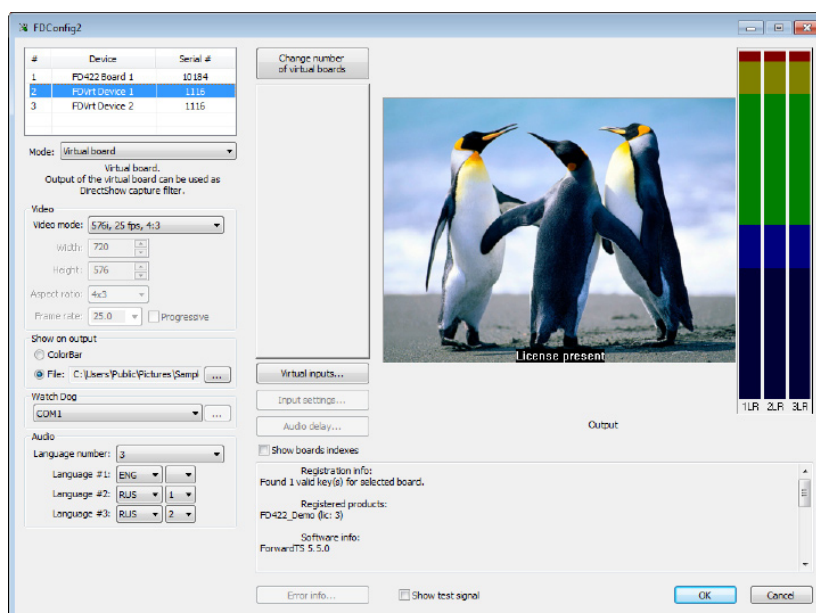 FDConfig2
# Device Serial #
1 FD422 Board 1 10184
2 FDVrt Device 1 1116
3 FDVrt Device 2 1116
Mode: Virtual board
Virtual board.
Output of the virtual board can be used as
DirectShow capture filter.
Video
Video mode: 576i, 25 fps, 4:3
Width: 720
Height: 576
Aspect ratio: 4x3
Frame rate: 25.0 Progressive
Show on output
ColorBar
File: C:\Users\Public\Pictures\Sampl ...
Watch Dog
COM1 ...
Audio
Language number: 3
Language #1: ENG
Language #2: RUS 1
Language #3: RUS 2
Change number
of virtual boards
Virtual inputs...
Input settings...
Audio delay...
Show boards indexes
License present
Output
1LR 2LR 3LR
Registration info:
Found 1 valid key(s) for selected board.
Registered products:
FD422_Demo (lic: 3)
Software info:
ForwardTS 5.5.0
Error info...
Show test signal
OK
Cancel